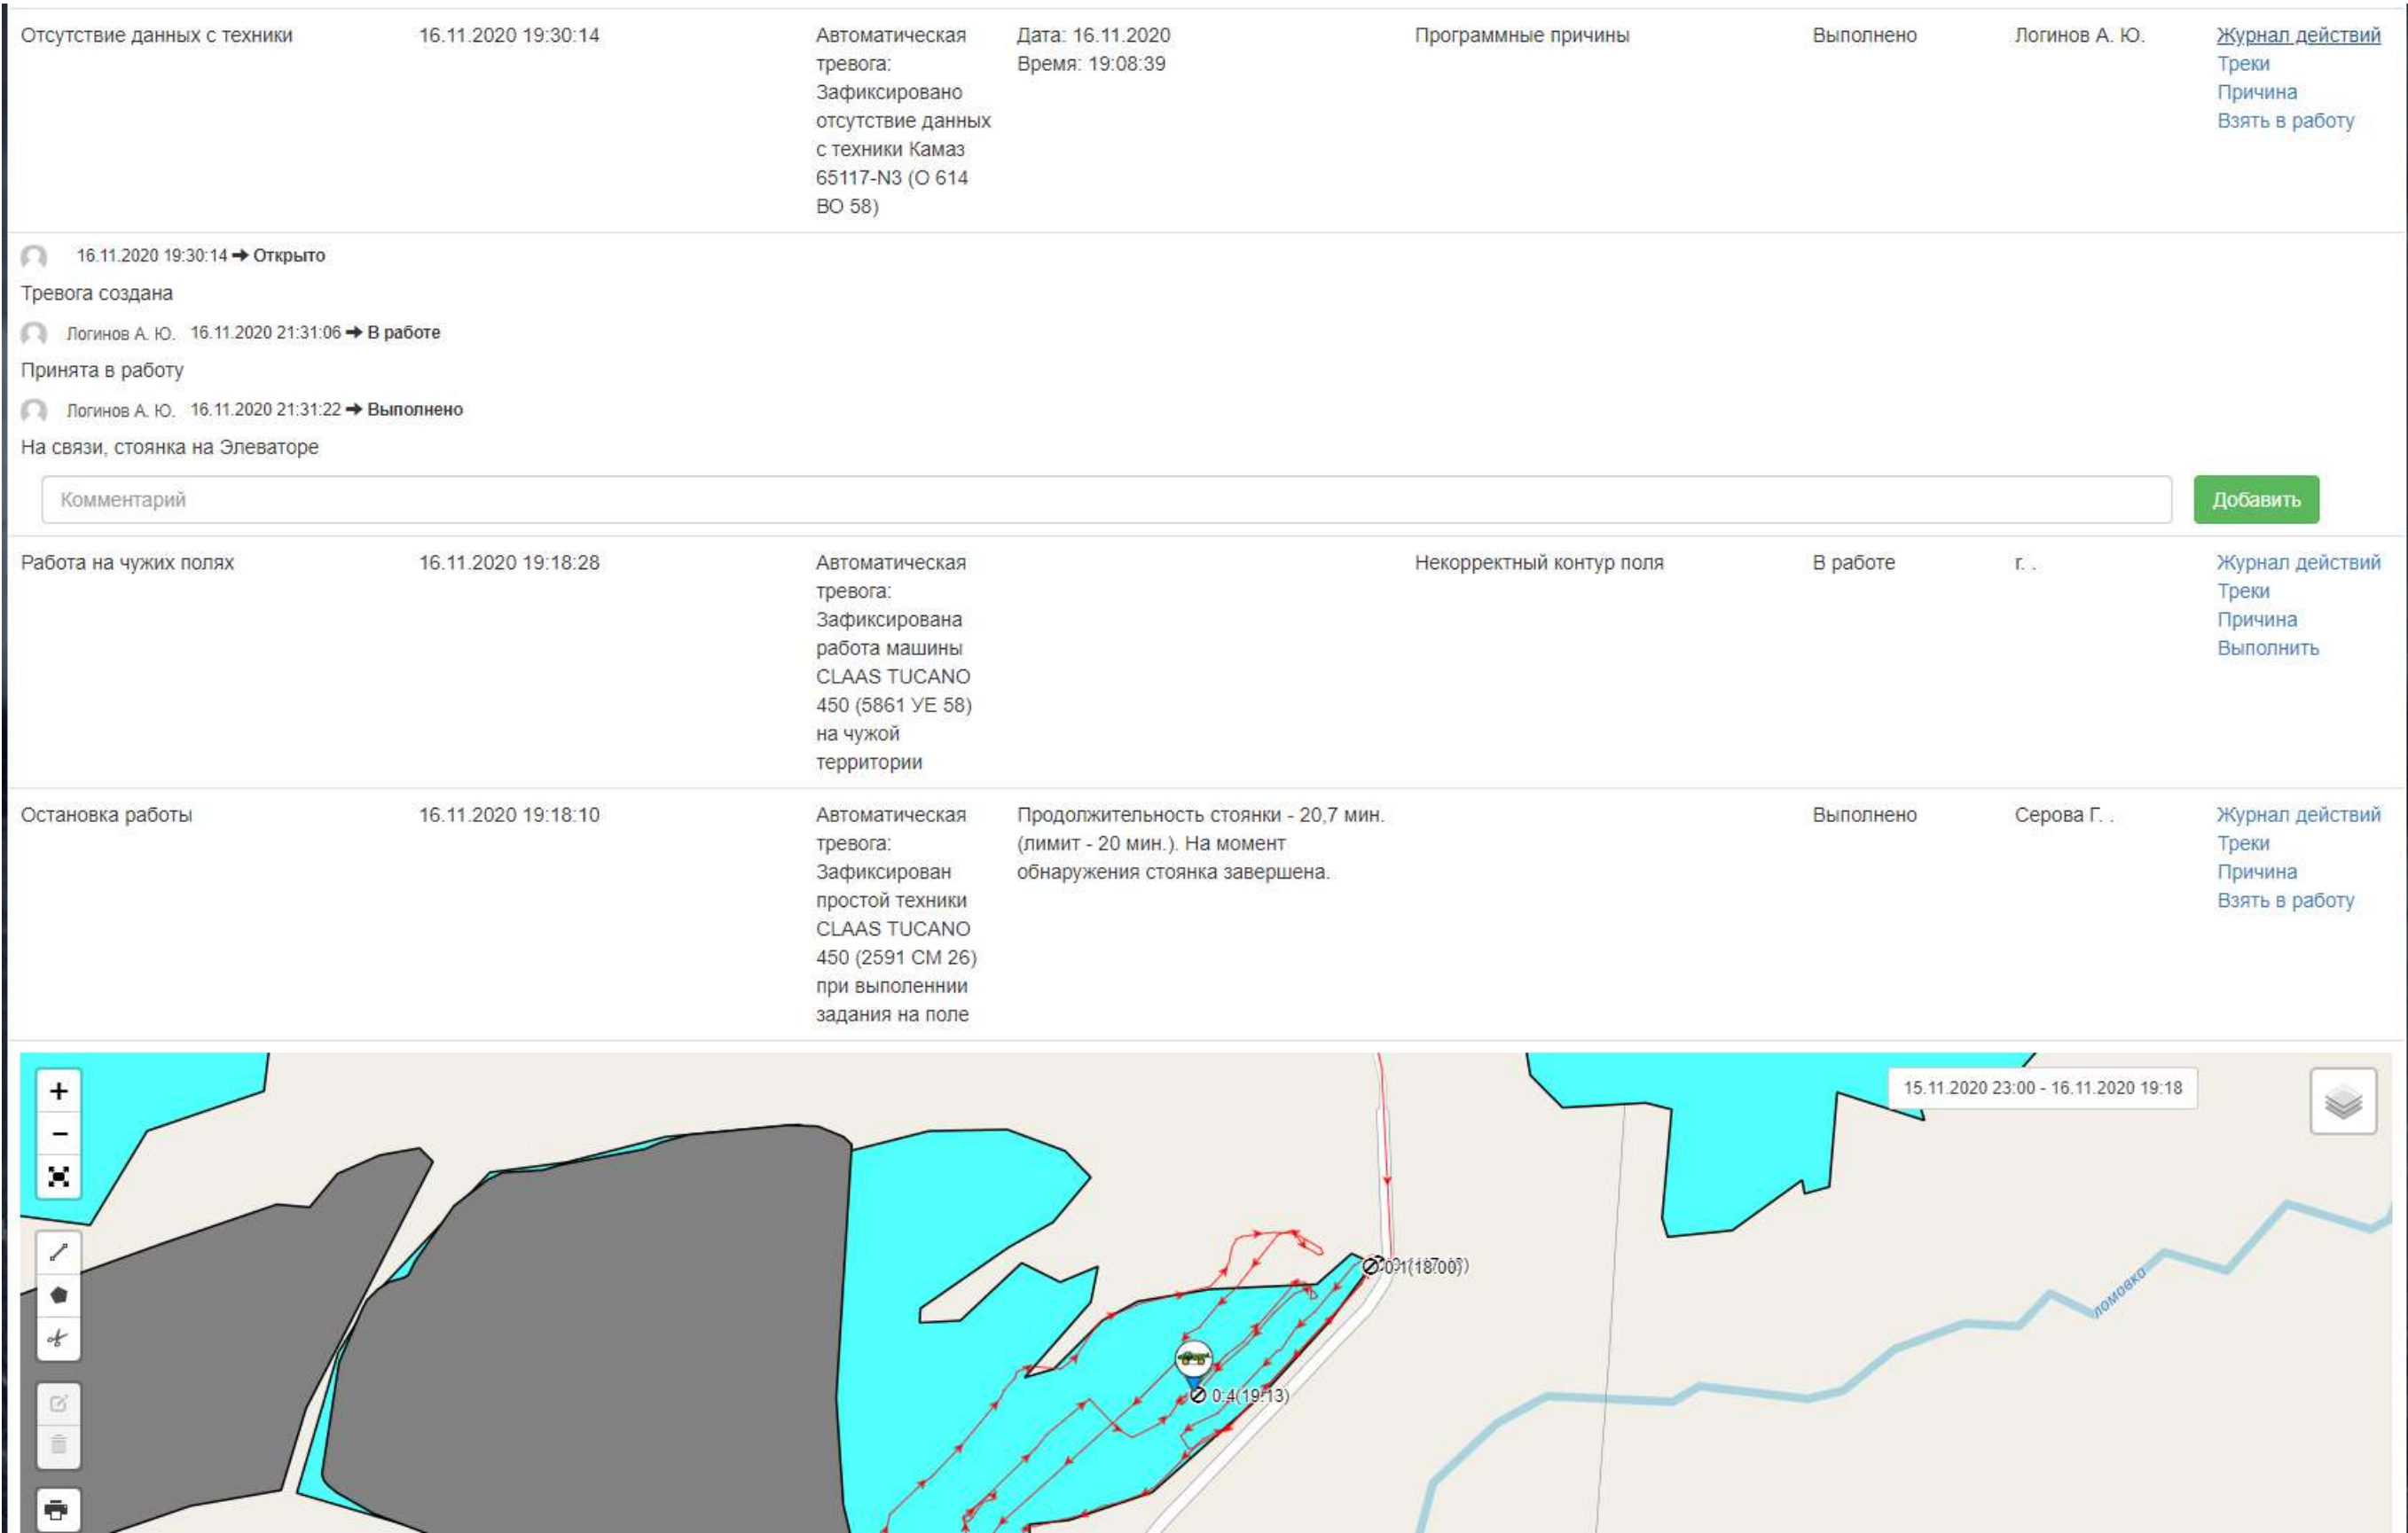 Отсутствие данных с техники
16.11.2020 19:30:14
Автоматическая
тревога:
Зафиксировано
отсутствие данных
с техники Камаз
65117-N3 (О 614
ВО 58)
Дата: 16.11.2020
Время: 19:08:39
Программные причины
Выполнено
Логинов А. Ю.
Журнал действий
Треки
Причина
Взять в работу
16.11.2020 19:30:14 ➔ Открыто
Тревога создана
Логинов А. Ю. 16.11.2020 21:31:06 ➔ В работе
Принята в работу
Логинов А. Ю. 16.11.2020 21:31:22 ➔ Выполнено
На связи, стоянка на Элеваторе
Комментарий
Добавить
Работа на чужих полях
16.11.2020 19:18:28
Автоматическая
тревога:
Зафиксирована
работа машины
CLAAS TUCANO
450 (5861 УЕ 58)
на чужой
территории
Некорректный контур поля
В работе
г. .
Журнал действий
Треки
Причина
Выполнить
Остановка работы
16.11.2020 19:18:10
Автоматическая
тревога:
Зафиксирован
простой техники
CLAAS TUCANO
450 (2591 СМ 26)
при выполеннии
задания на поле
Продолжительность стоянки - 20,7 мин.
(лимит - 20 мин.). На момент
обнаружения стоянка завершена.
Выполнено
Серова Г. .
Журнал действий
Треки
Причина
Взять в работу
15.11.2020 23:00 - 16.11.2020 19:18
0:4(19:13)
ломовка